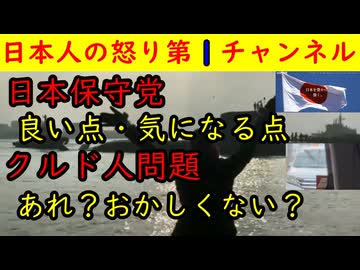 日本人の怒り第1チャンネル
日本保守党
良い点・気になる点
クルド人問題
あれ？おかしくない？